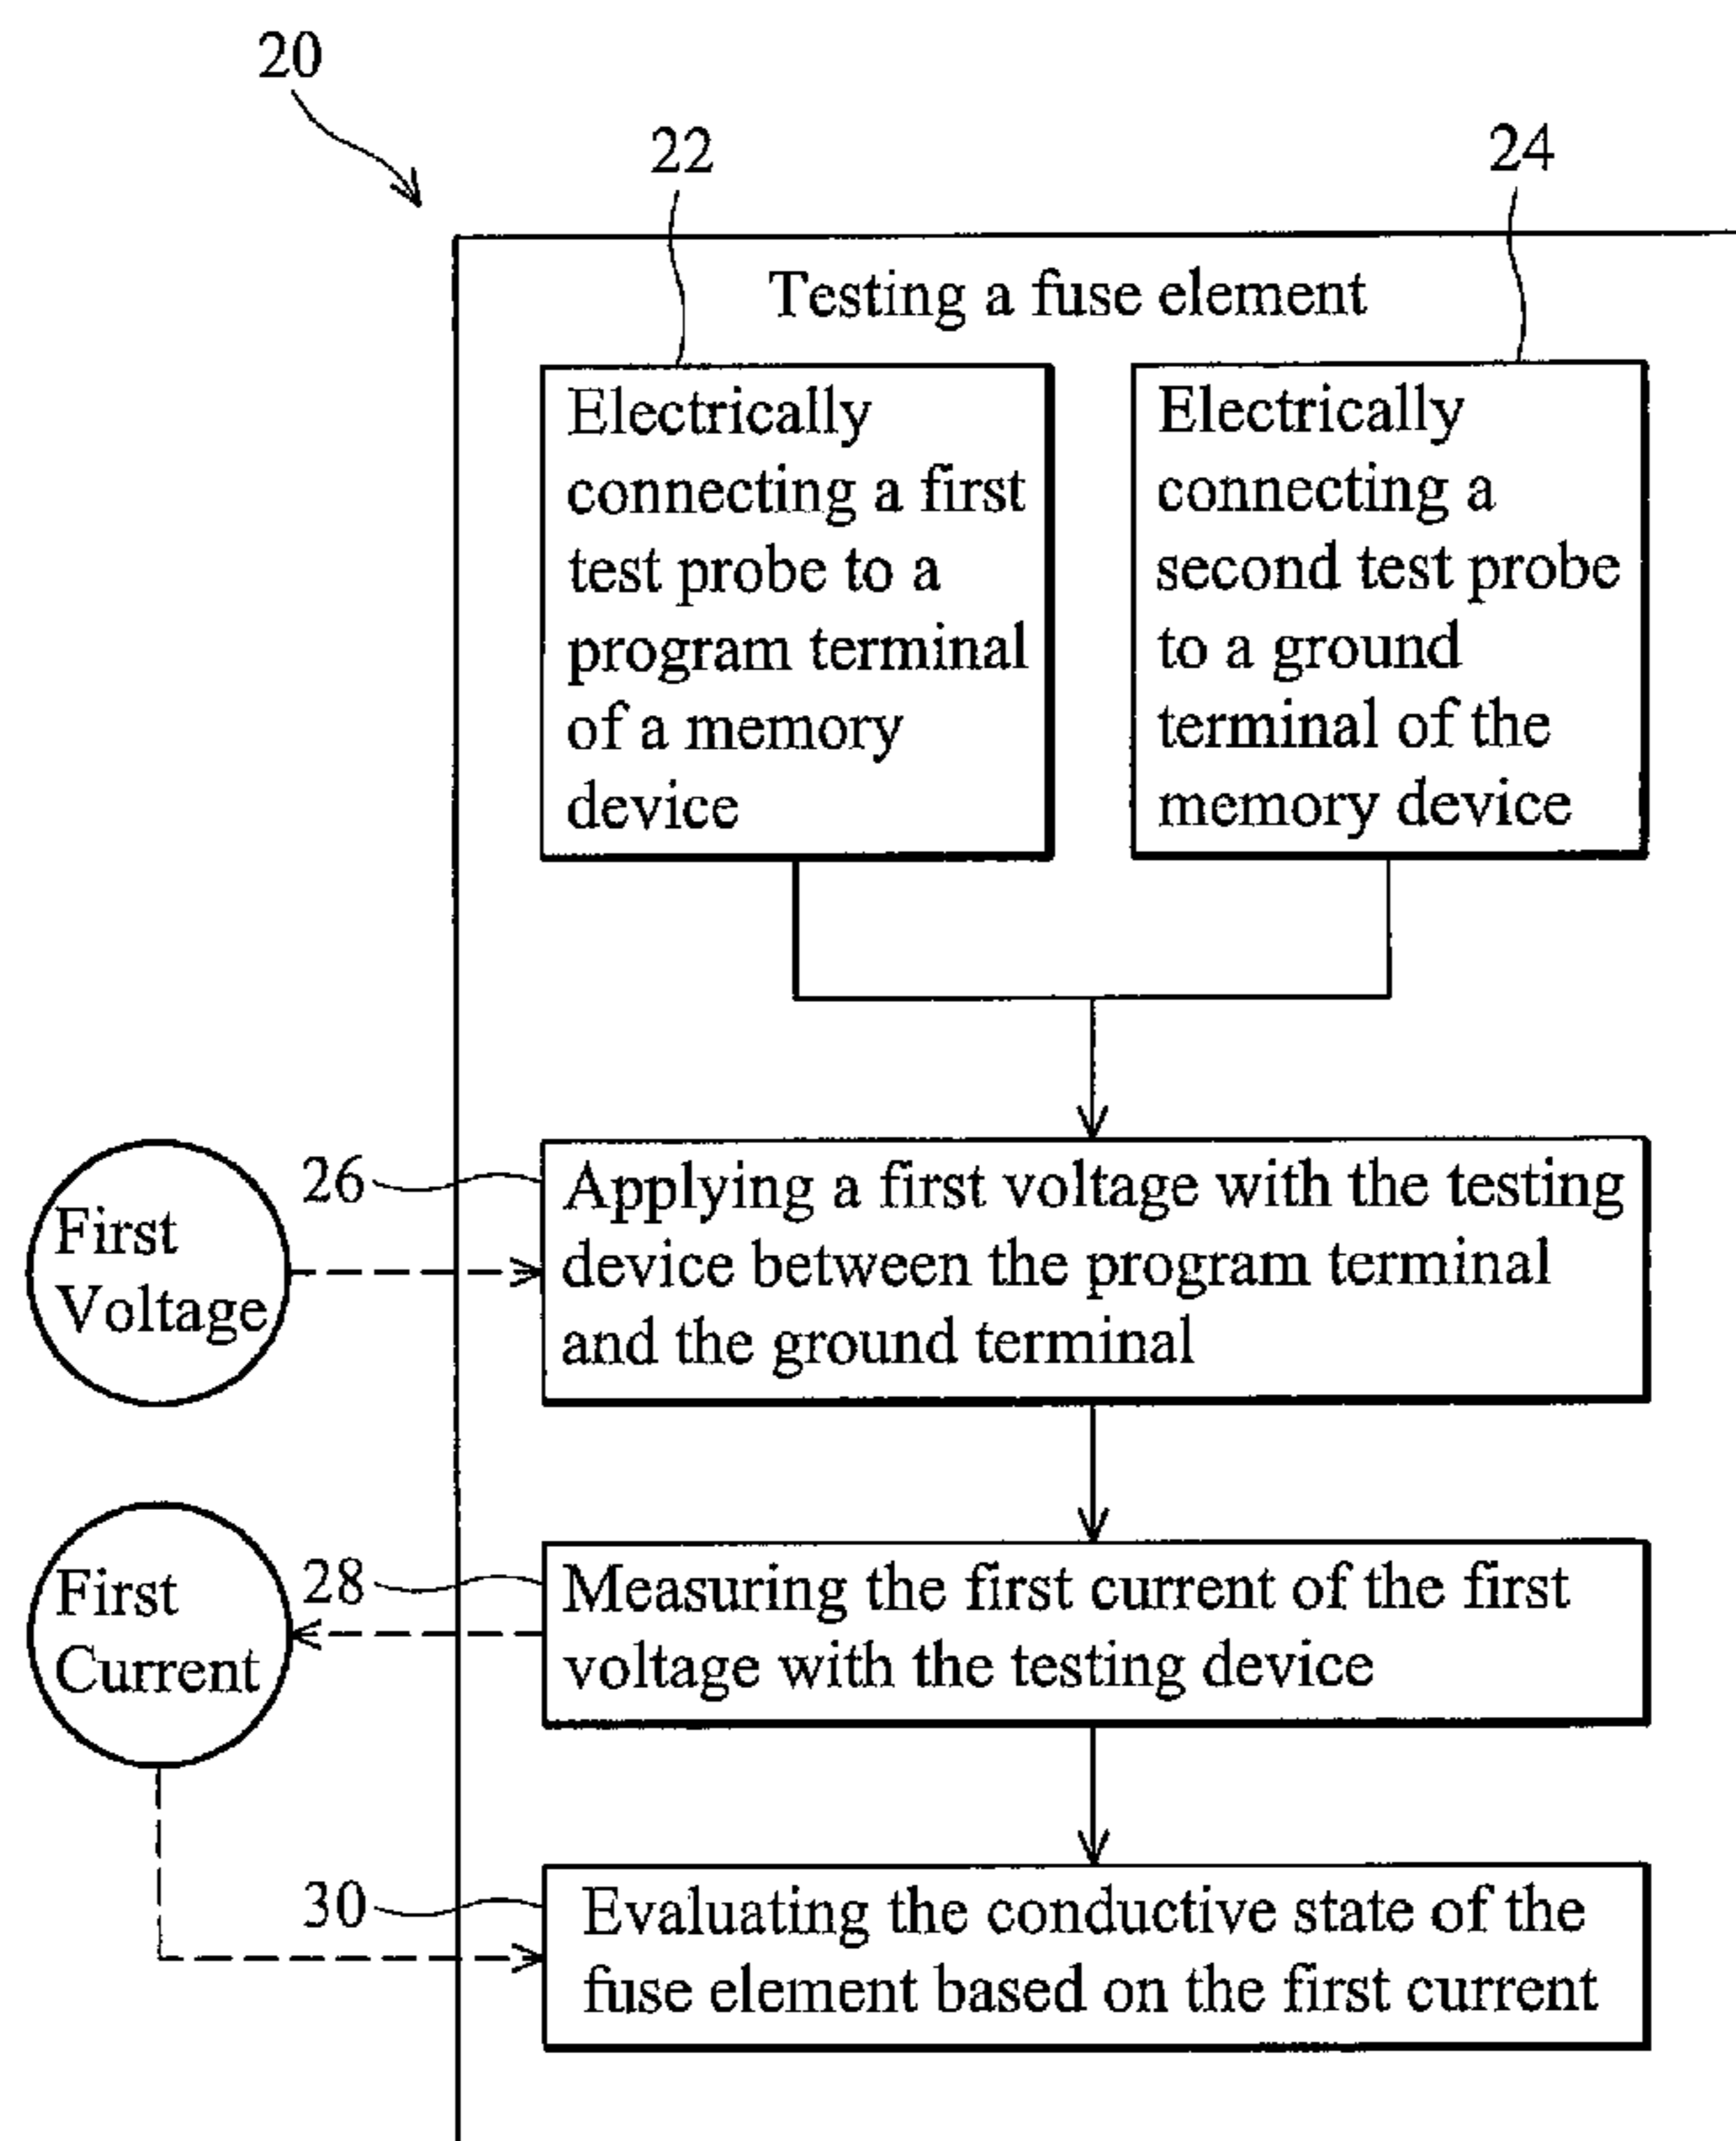 20
22
24
Testing a fuse element
Electrically
connecting a first
test probe to a
program terminal
of a memory
device
Electrically
connecting a
second test probe
to a ground
terminal of the
memory device
First
Voltage
26
Applying a first voltage with the testing
device between the program terminal
and the ground terminal
First
Current
28
Measuring the first current of the first
voltage with the testing device
30
Evaluating the conductive state of the
fuse element based on the first current